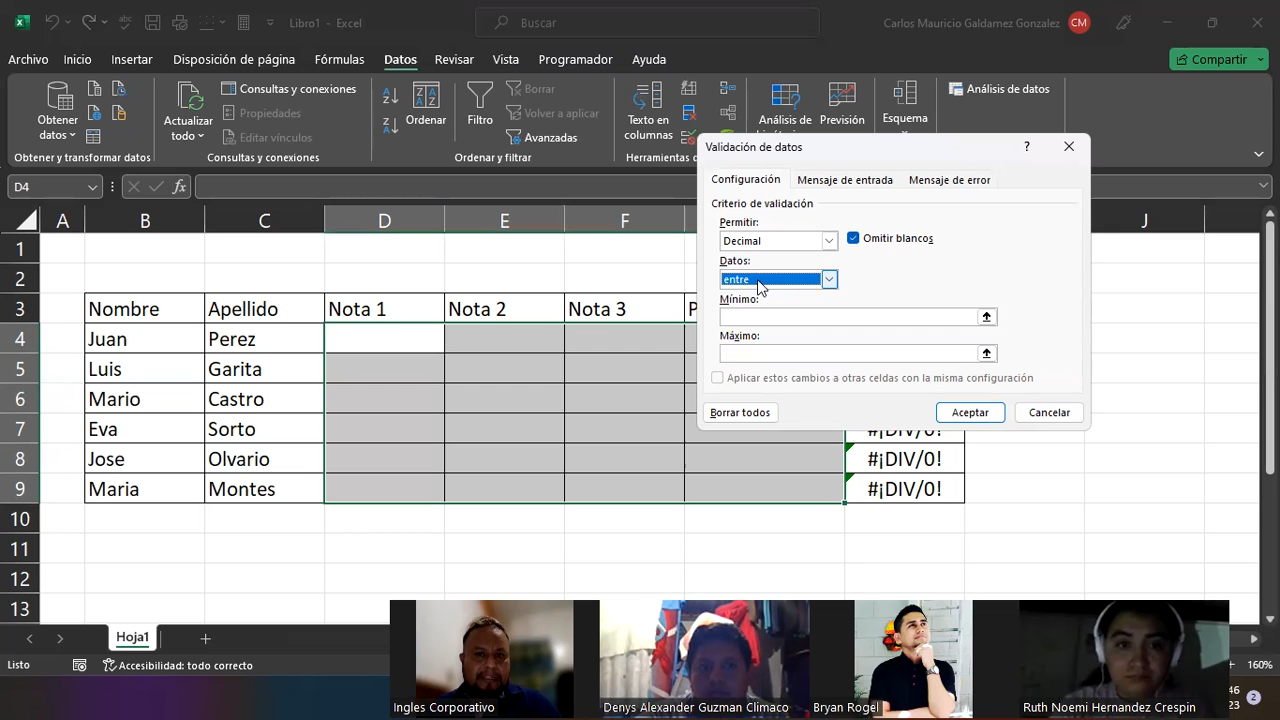 Libro1 - Excel
Buscar
Carlos Mauricio Galdamez Gonzalez CM
Archivo Inicio Insertar Disposición de página Fórmulas Datos Revisar Vista Programador Ayuda Compartir
Obtener datos
Actualizar todo
Consultas y conexiones
Propiedades
Editar vínculos
Ordenar
Filtro
Borrar
Volver a aplicar
Avanzadas
Texto en columnas
Análisis de
Previsión
Esquema
Análisis de datos
Obtener y transformar datos Consultas y conexiones Ordenar y filtrar Herramientas d
D4 fx
Validación de datos ?
Configuración Mensaje de entrada Mensaje de error
Criterio de validación
Permitir:
Decimal Omitir blancos
Datos:
entre
Mínimo:
Máximo:
Aplicar estos cambios a otras celdas con la misma configuración
Borrar todos Aceptar Cancelar
A B C D E F J
1
2
3 Nombre Apellido Nota 1 Nota 2 Nota 3 P
4 Juan Perez
5 Luis Garita
6 Mario Castro
7 Eva Sorto #¡DIV/0!
8 Jose Olvario #¡DIV/0!
9 Maria Montes #¡DIV/0!
10
11
12
13
Hoja1
Listo Accesibilidad: todo correcto 160%
Ingles Corporativo
Denys Alexander Guzman Climaco
Bryan Rogel
Ruth Noemi Hernandez Crespin
46
23
2